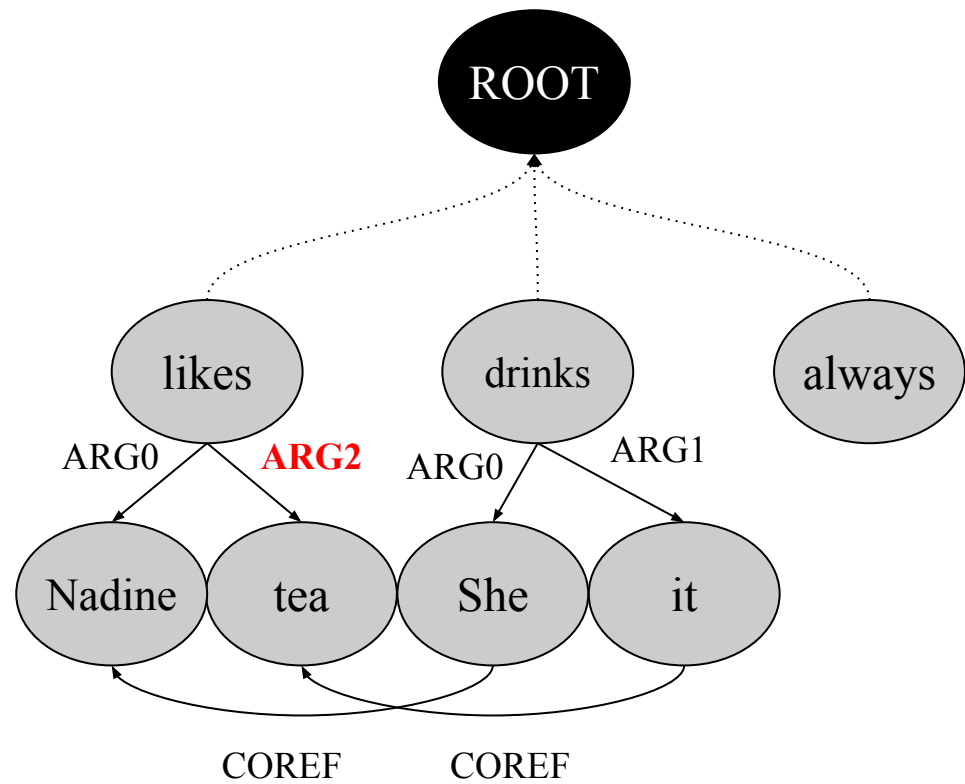 ROOT
likes
drinks
always
ARG0
ARG2
ARG0
ARG1
Nadine
tea
She
it
COREF
COREF